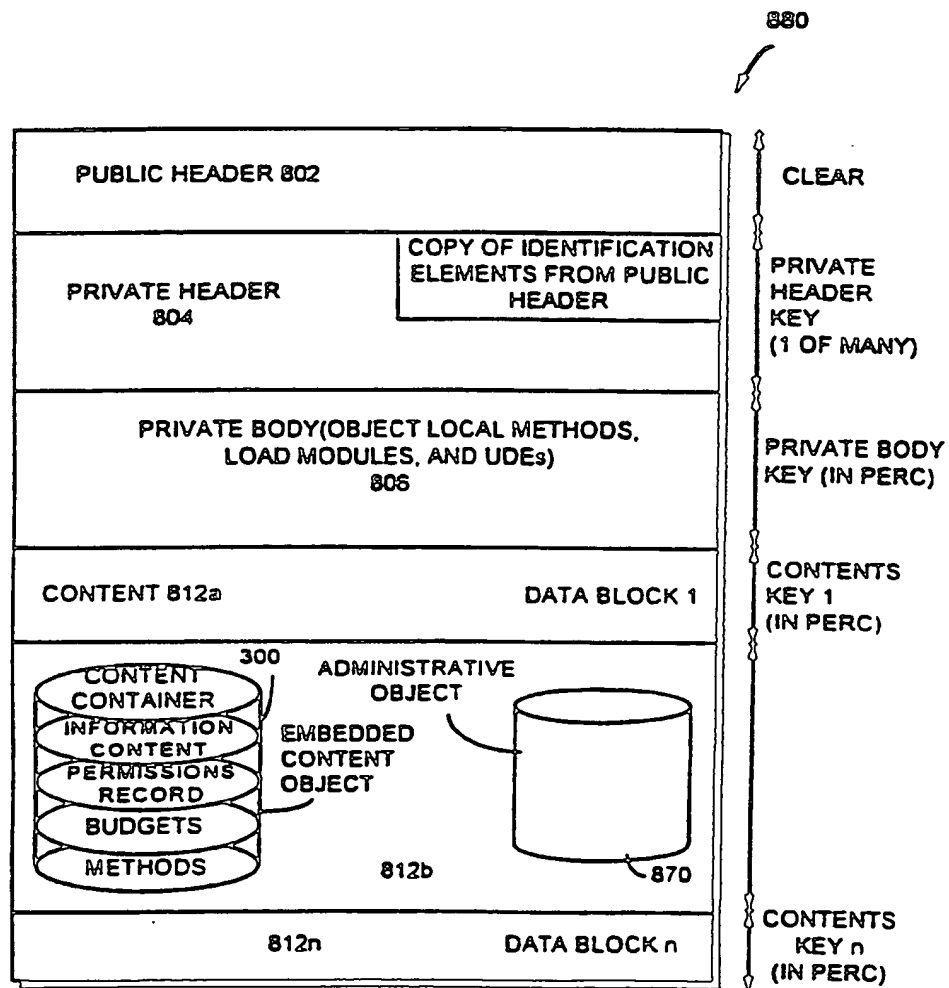 880
PUBLIC HEADER 802
CLEAR
PRIVATE HEADER
804
COPY OF IDENTIFICATION
ELEMENTS FROM PUBLIC
HEADER
PRIVATE
HEADER
KEY
(1 OF MANY)
PRIVATE BODY(OBJECT LOCAL METHODS,
LOAD MODULES, AND UDEs)
806
PRIVATE BODY
KEY (IN PERC)
CONTENT 812a
DATA BLOCK 1
CONTENTS
KEY 1
(IN PERC)
CONTENT
CONTAINER
INFORMATION
CONTENT
PERMISSIONS
RECORD
BUDGETS
METHODS
300
EMBEDDED
CONTENT
OBJECT
ADMINISTRATIVE
OBJECT
812b
870
812n
DATA BLOCK n
CONTENTS
KEY n
(IN PERC)